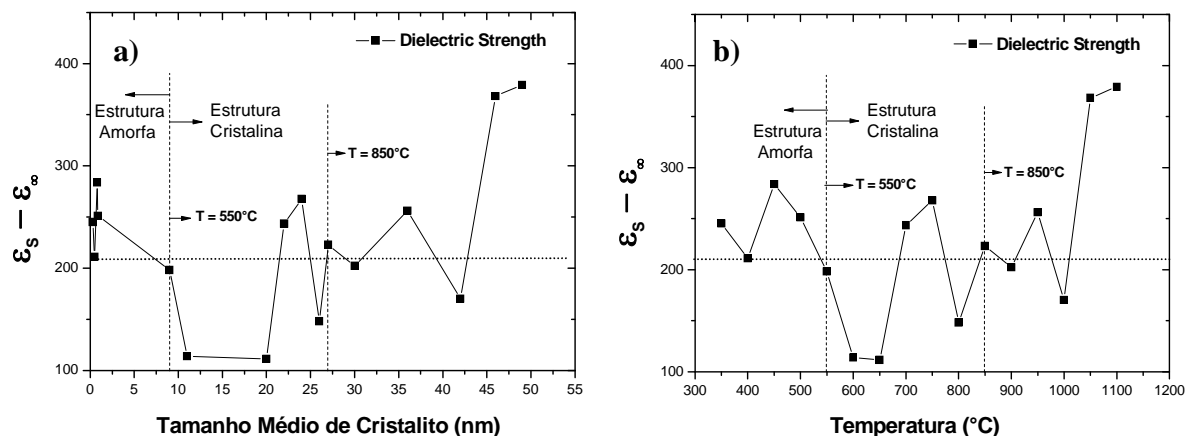 a)
Dielectric Strength
400
300
200
100
Estrutura
Amorfa
Estrutura
Cristalina
T = 850°C
T = 550°C
εS — ε∞
0 5 10 15 20 25 30 35 40 45 50 55
Tamanho Médio de Cristalito (nm)
b)
Dielectric Strength
400
300
200
100
Estrutura
Amorfa
Estrutura
Cristalina
T = 550°C
T = 850°C
εS — ε∞
300 400 500 600 700 800 900 1000 1100 1200
Temperatura (°C)